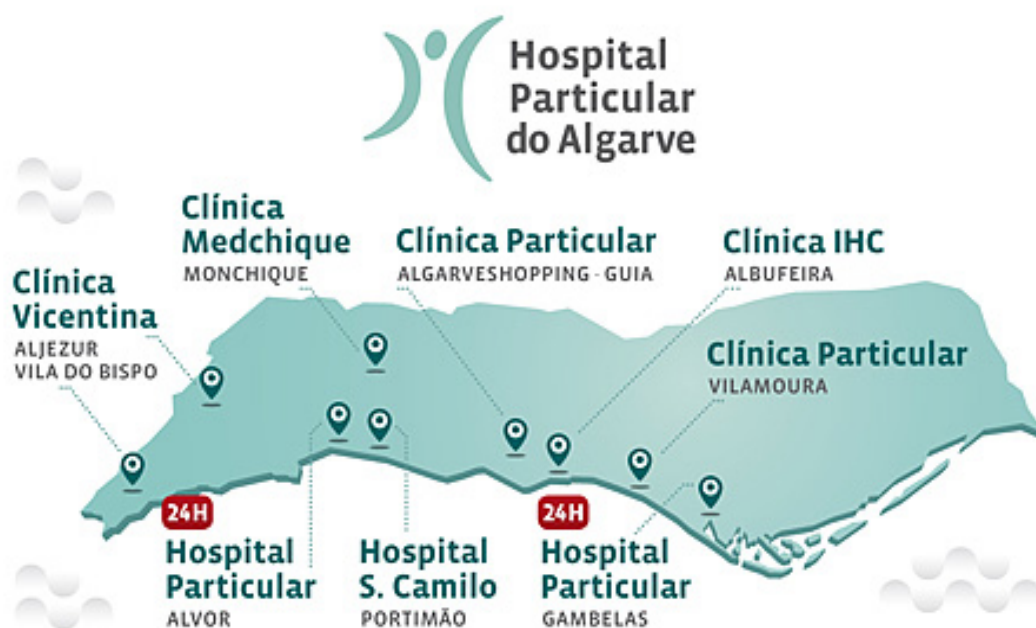 Hospital
Particular
do Algarve
Clínica
Medchique
MONCHIQUE
Clínica Particular
ALGARVESHOPPING - GUIA
Clínica IHC
ALBUFEIRA
Clínica
Vicentina
ALJEZUR
VILA DO BISPO
Clínica Particular
VILAMOURA
24H
Hospital
Particular
ALVOR
Hospital
S. Camilo
PORTIMÃO
24H
Hospital
Particular
GAMBELAS